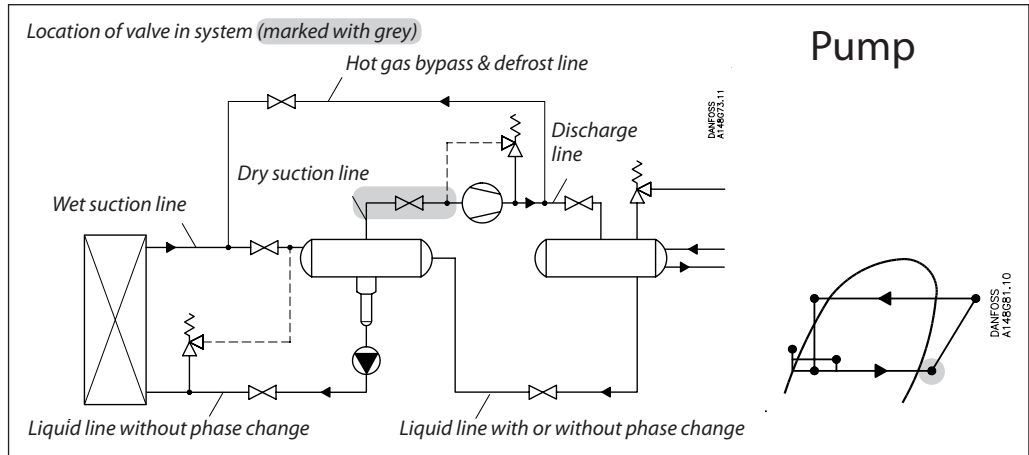 Location of valve in system (marked with grey)
Pump
Hot gas bypass & defrost line
DANFOSS
A148G73.11
Discharge
line
Dry suction line
Wet suction line
DANFOSS
A148G81.10
Liquid line without phase change
Liquid line with or without phase change